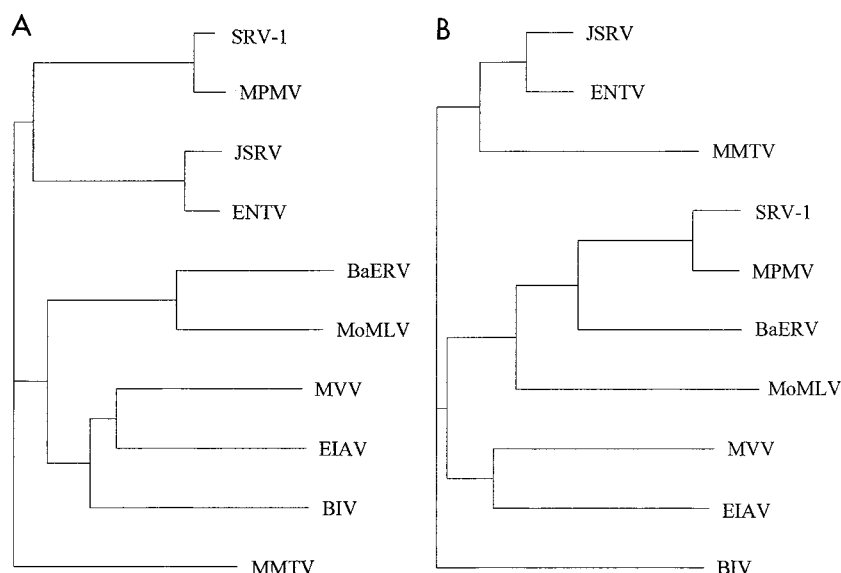 A
SRV-1
MPMV
JSRV
ENTV
BaERV
MoMLV
MVV
EIAV
BIV
MMTV
B
JSRV
ENTV
MMTV
SRV-1
MPMV
BaERV
MoMLV
MVV
EIAV
BIV